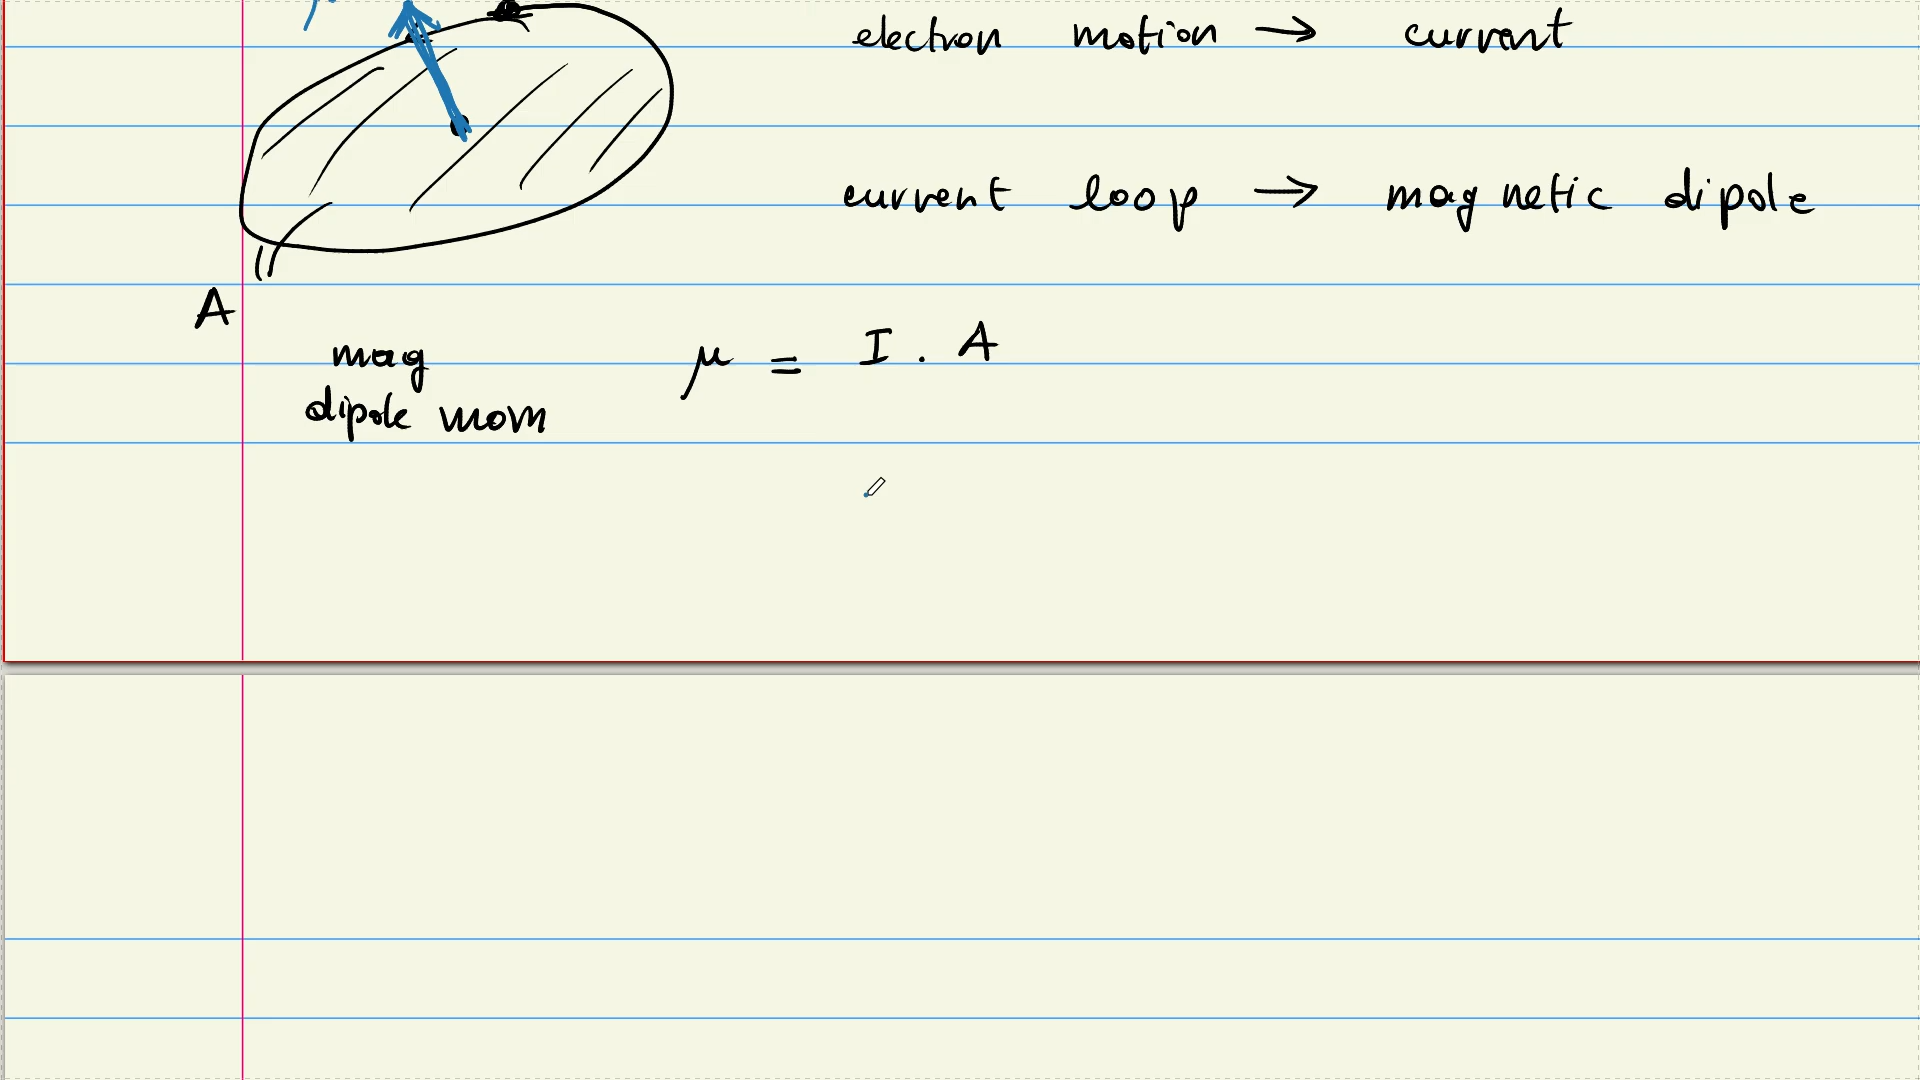 electron motion → current
current loop → magnetic dipole
A
mag
dipole mom
μ = I . A